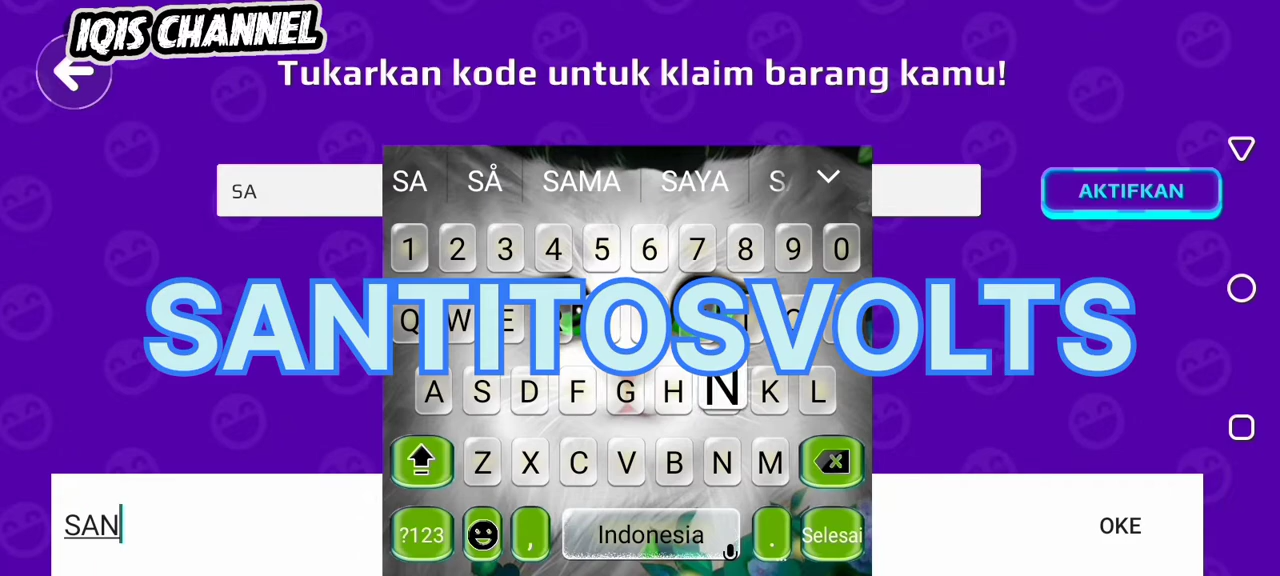 IQIS CHANNEL
Tukarkan kode untuk klaim barang kamu!
SA
AKTIFKAN
SA SÅ SAMA SAYA S
1 2 3 4 5 6 7 8 9 0
SANTITOSVOLTS
Q W E
A S D F G H N K L
Z X C V B N M
?123 , Indonesia . Selesai
SAN
OKE